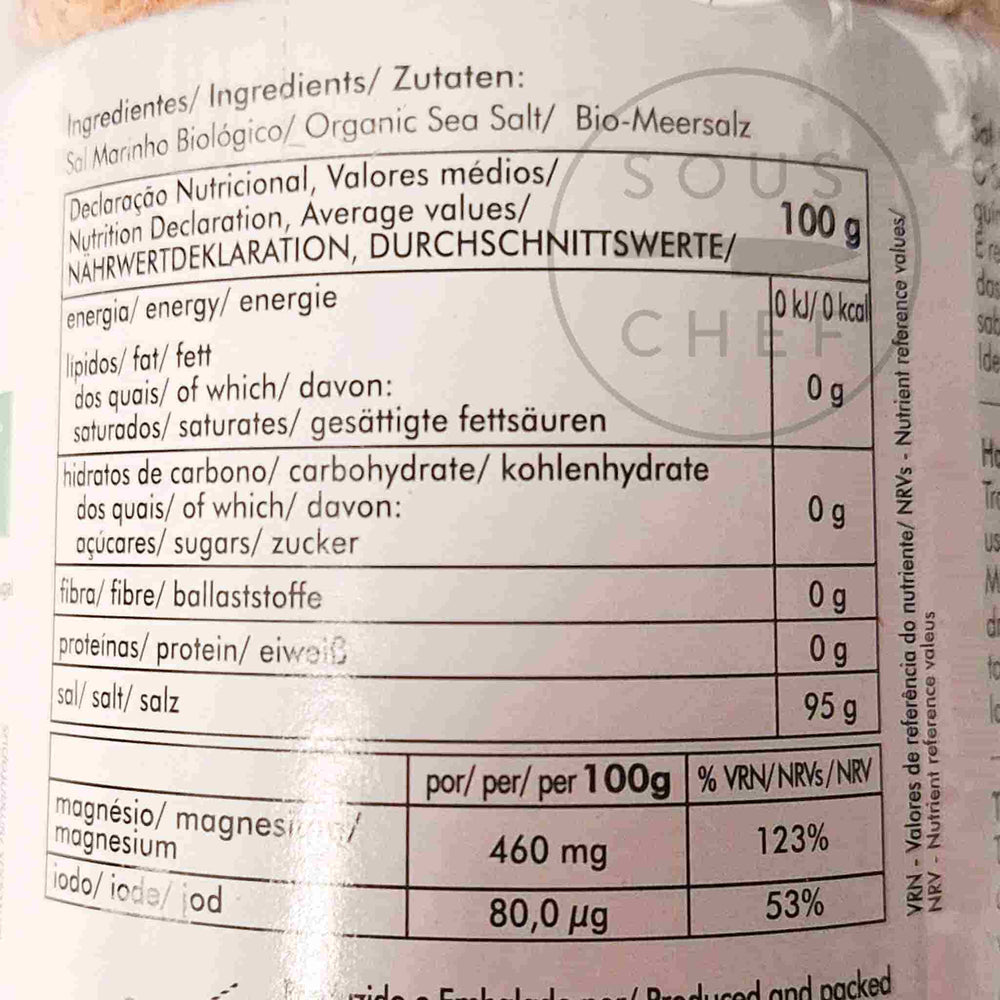 Ingredientes/ Ingredients/ Zutaten:
Sal Marinho Biológico/ Organic Sea Salt/ Bio-Meersalz
Declaração Nutricional, Valores médios/
Nutrition Declaration, Average values/
NÄHRWERTDEKLARATION, DURCHSCHNITTSWERTE/
100 g
energia/ energy/ energie
0 kJ/ 0 kcal
lipidos/ fat/ fett
dos quais/ of which/ davon:
saturados/ saturates/ gesättigte fettsäuren
0 g
hidratos de carbono/ carbohydrate/ kohlenhydrate
dos quais/ of which/ davon:
açúcares/ sugars/ zucker
0 g
fibra/ fibre/ ballaststoffe
0 g
proteínas/ protein/ eiweiß
0 g
sal/ salt/ salz
95 g
por/ per/ per 100g
% VRN/NRVs/NRV
magnésio/ magnesium/
magnesium
460 mg
123%
iodo/ iode/ jod
80,0 µg
53%
VRN - Valores de referência do nutriente/ NRVs - Nutrient reference values/
NRV - Nutrient reference valeus
Produced and packed
SOUS
CHEF